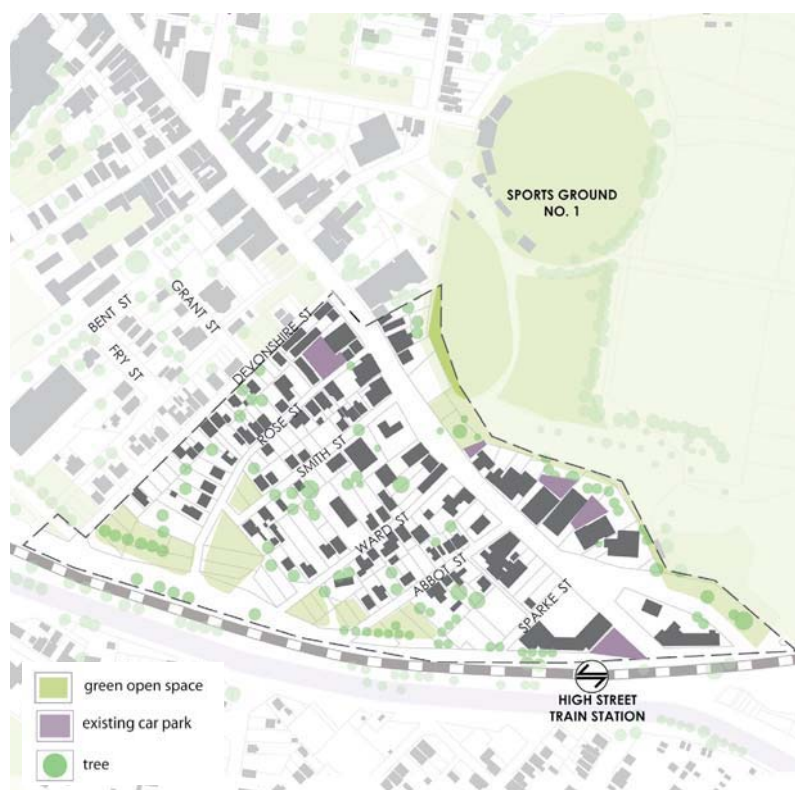 SPORTS GROUND
NO. 1
BENT ST
GRANT ST
FRY ST
DEVONSHIRE ST
ROSE ST
SMITH ST
WARD ST
ABBOT ST
SPARKE ST
HIGH STREET
TRAIN STATION
green open space
existing car park
tree